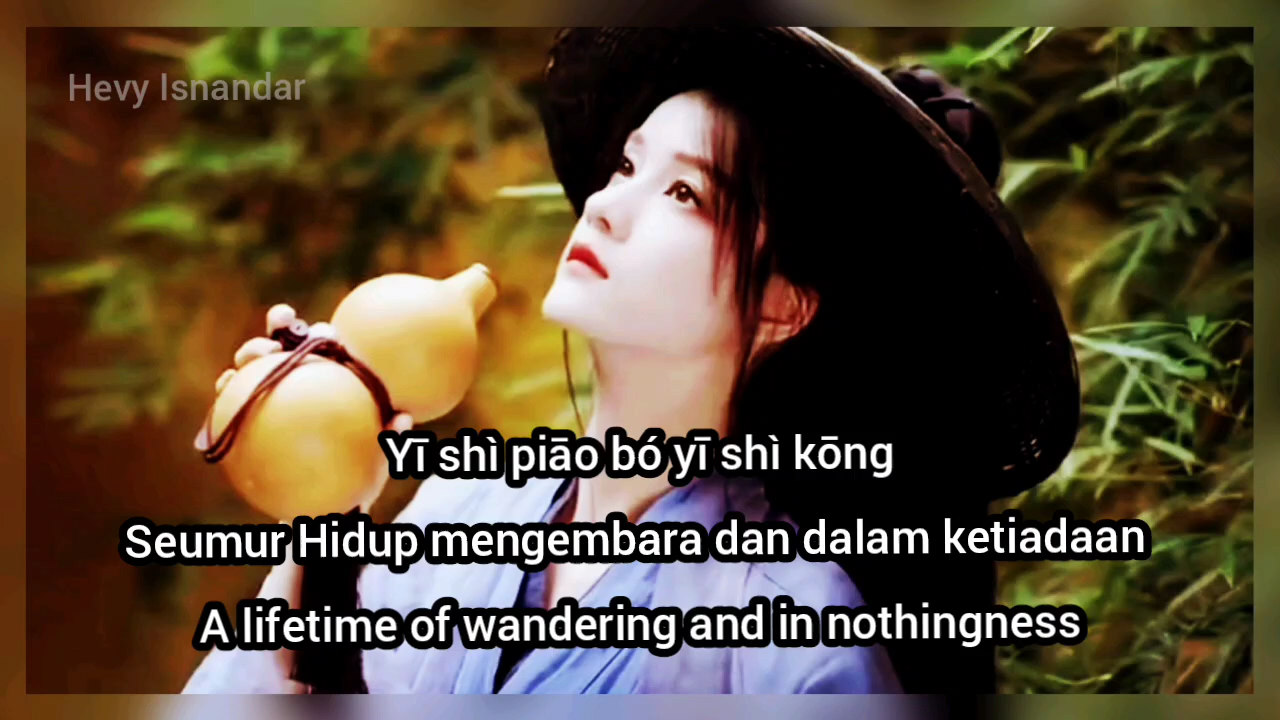 Hevy Isnandar
Yī shì piāo bó yī shì kōng
Seumur Hidup mengembara dan dalam ketiadaan
A lifetime of wandering and in nothingness